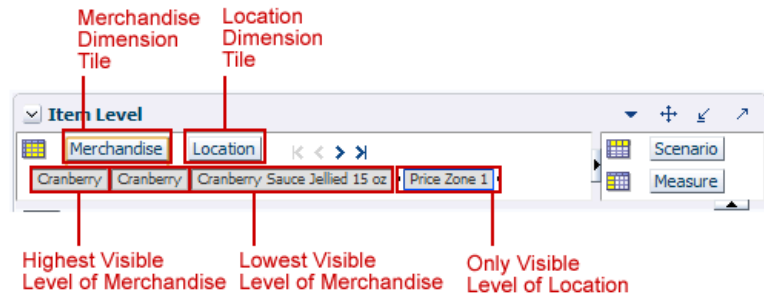 Merchandise Dimension Tile
Location Dimension Tile
Item Level
Merchandise Location
Scenario
Cranberry Cranberry Cranberry Sauce Jellied 15 oz Price Zone 1
Measure
Highest Visible Level of Merchandise
Lowest Visible Level of Merchandise
Only Visible Level of Location